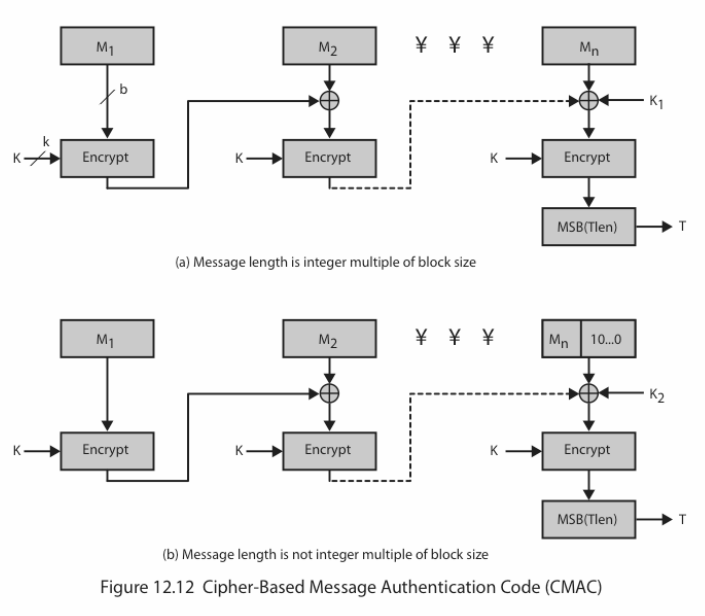 M1 M2 ¥ ¥ ¥ Mn
b
K1
k
K Encrypt K Encrypt K Encrypt
MSB(Tlen) T
(a) Message length is integer multiple of block size
M1 M2 ¥ ¥ ¥ Mn 10...0
K2
K Encrypt K Encrypt K Encrypt
MSB(Tlen) T
(b) Message length is not integer multiple of block size
Figure 12.12 Cipher-Based Message Authentication Code (CMAC)